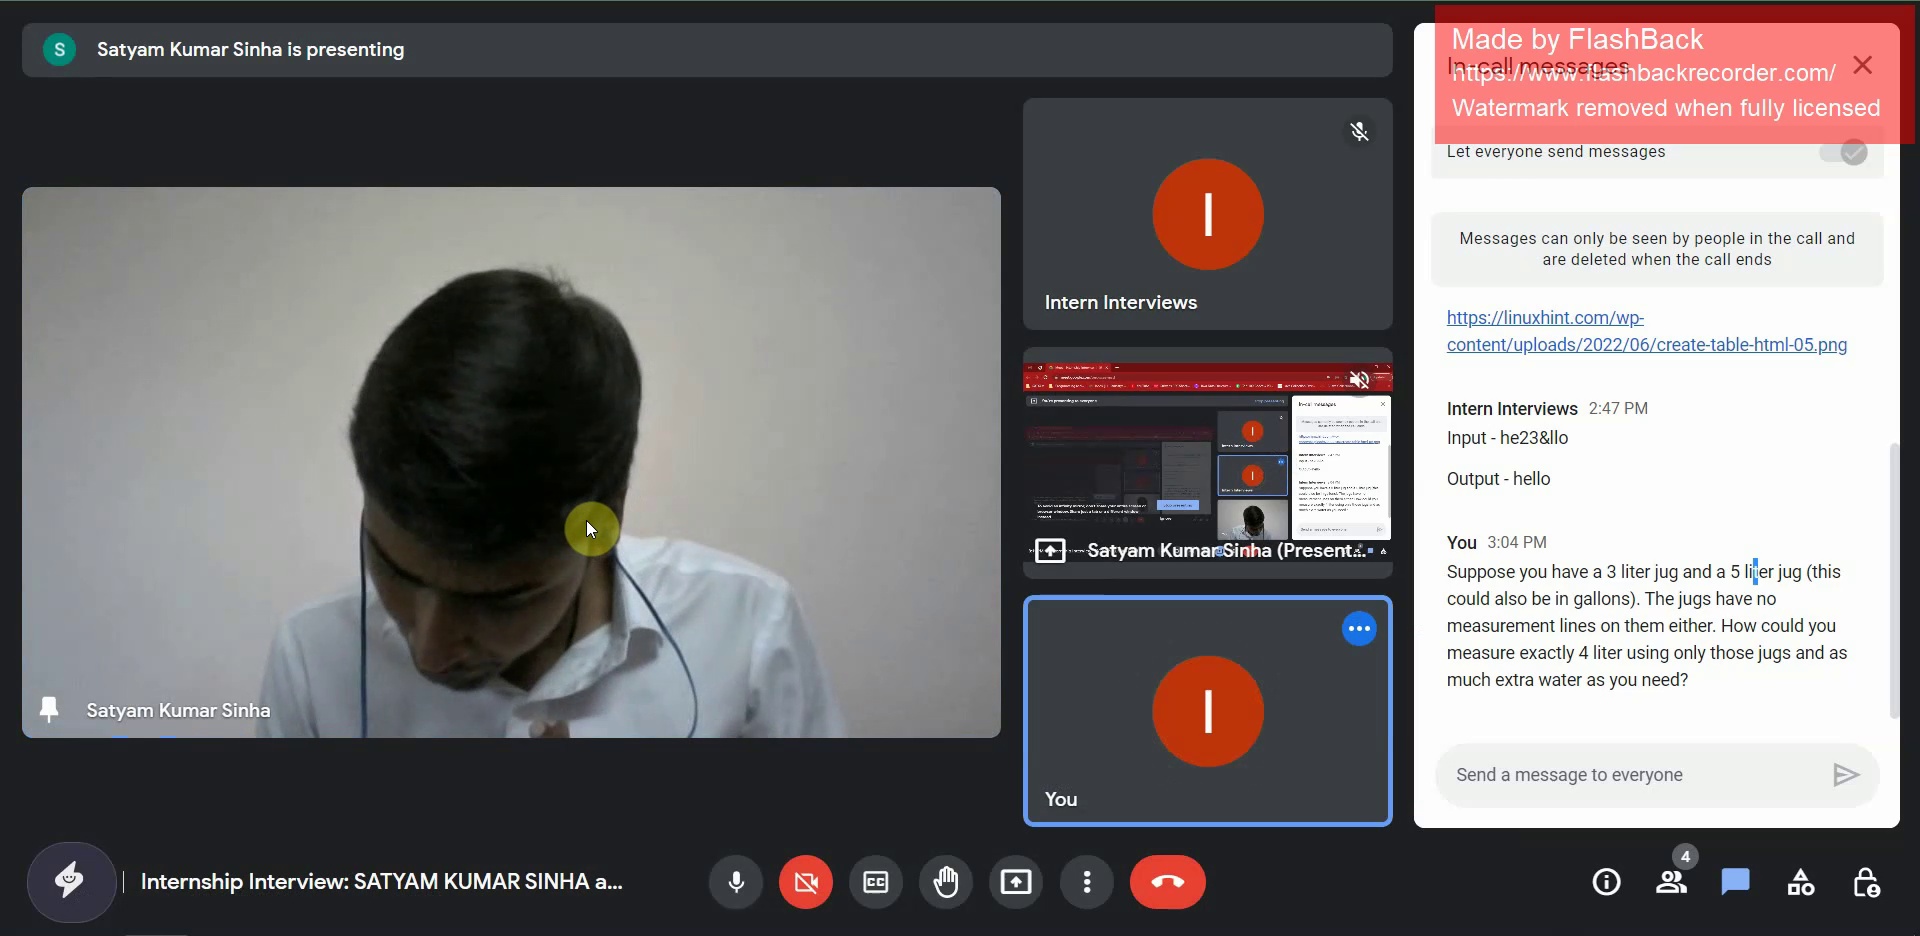 S Satyam Kumar Sinha is presenting
Made by FlashBack
In-call messages
https://www.flashbackrecorder.com/
Watermark removed when fully licensed
Let everyone send messages
Messages can only be seen by people in the call and
are deleted when the call ends
https://linuxhint.com/wp-
content/uploads/2022/06/create-table-html-05.png
Intern Interviews 2:47 PM
Input - he23&llo
Output - hello
You 3:04 PM
Suppose you have a 3 liter jug and a 5 liter jug (this
could also be in gallons). The jugs have no
measurement lines on them either. How could you
measure exactly 4 liter using only those jugs and as
much extra water as you need?
Send a message to everyone
I
Intern Interviews
Satyam Kumar Sinha (Present...
I
You
Satyam Kumar Sinha
Internship Interview: SATYAM KUMAR SINHA a...
CC
4